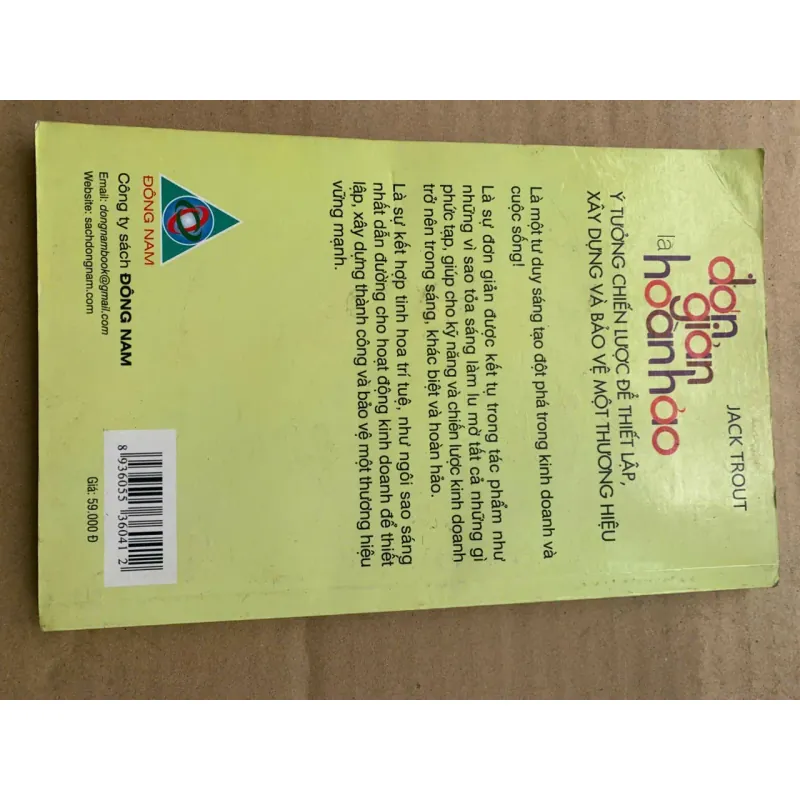 JACK TROUT
đơn
giản
là hoàn hảo
Ý TƯỞNG CHIẾN LƯỢC ĐỂ THIẾT LẬP,
XÂY DỰNG VÀ BẢO VỆ MỘT THƯƠNG HIỆU
Là một tư duy sáng tạo đột phá trong kinh doanh và
cuộc sống!
Là sự đơn giản được kết tụ trong tác phẩm như
những vì sao tỏa sáng làm lu mờ tất cả những gì
phức tạp, giúp cho kỹ năng và chiến lược kinh doanh
trở nên trong sáng, khác biệt và hoàn hảo.
Là sự kết hợp tinh hoa trí tuệ, như ngôi sao sáng
nhất dẫn đường cho hoạt động kinh doanh để thiết
lập, xây dựng thành công và bảo vệ một thương hiệu
vững mạnh.
ĐÔNG NAM
Công ty sách ĐÔNG NAM
Email: dongnambook@gmail.com
Website: sachdongnam.com
8 936055 360412
Giá: 59.000 Đ